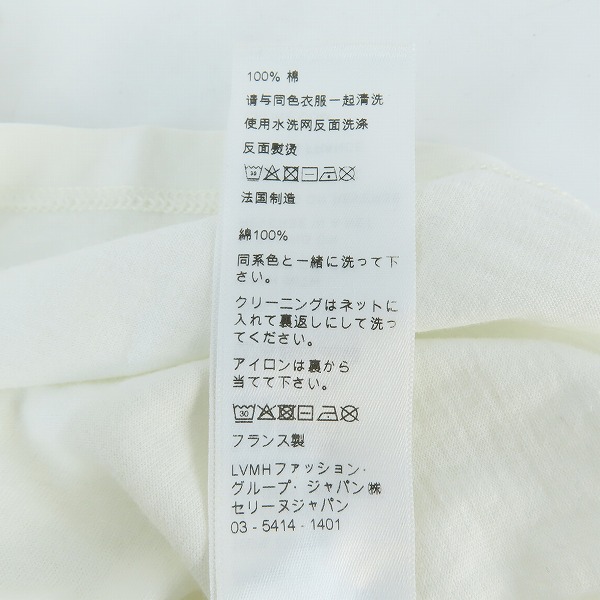 100% 棉
请与同色衣服一起清洗
使用水洗网反面洗涤
反面熨烫
30
法国制造
綿100%
同系色と一緒に洗って下
さい。
クリーニングはネットに
入れて裏返しにして洗っ
てください。
アイロンは裏から
当てて下さい。
30
フランス製
LVMHファッション・
グループ・ジャパン㈱
セリーヌジャパン
03 - 5414 - 1401